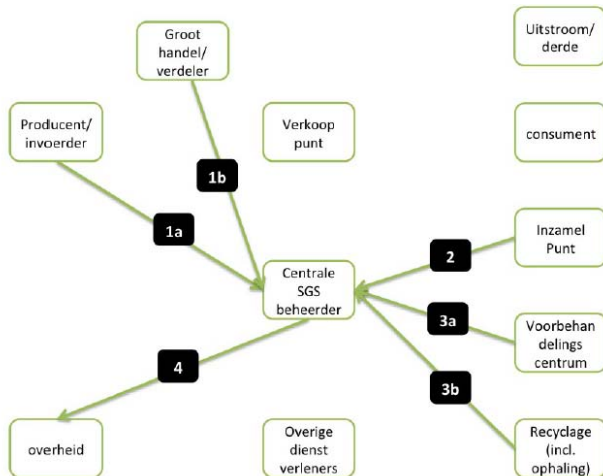 Groot
handel/
verdeler
Uitstroom/
derde
Producent/
invoerder
Verkoop
punt
consument
1b
1a
Inzamel
Punt
2
Centrale
SGS
beheerder
3a
Voorbehan
delings
centrum
4
3b
overheid
Overige
dienst
verleners
Recyclage
(incl.
ophaling)